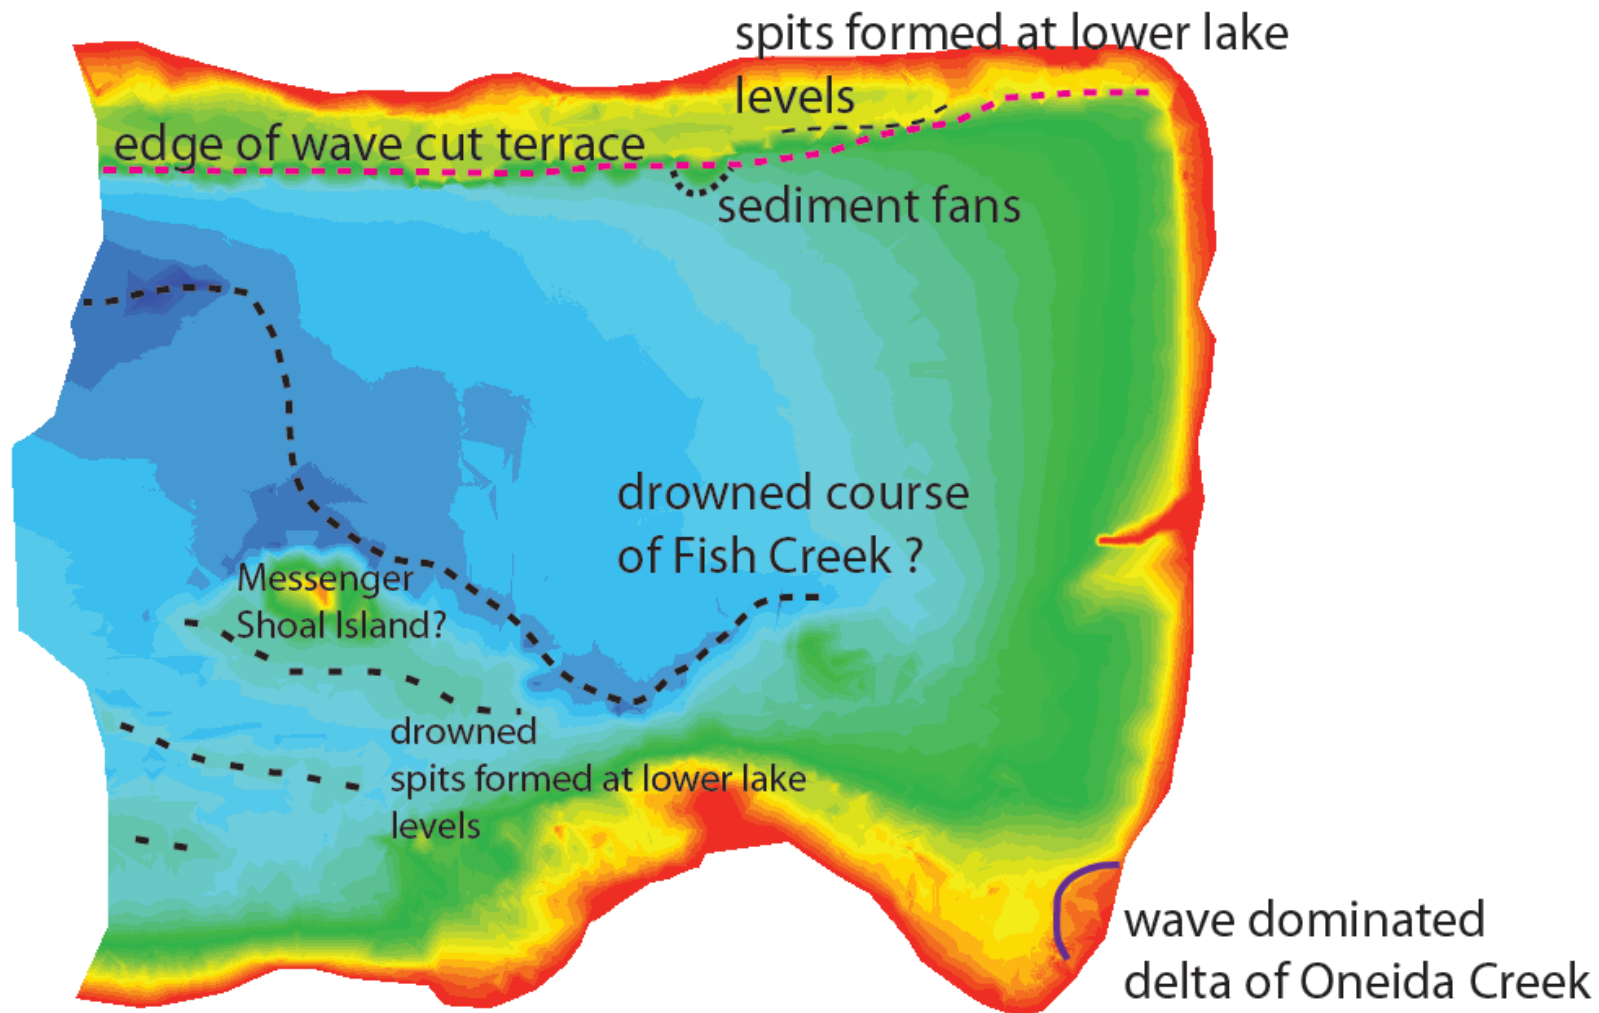 spits formed at lower lake
levels
edge of wave cut terrace
sediment fans
drowned course
of Fish Creek ?
Messenger
Shoal Island?
drowned
spits formed at lower lake
levels
wave dominated
delta of Oneida Creek